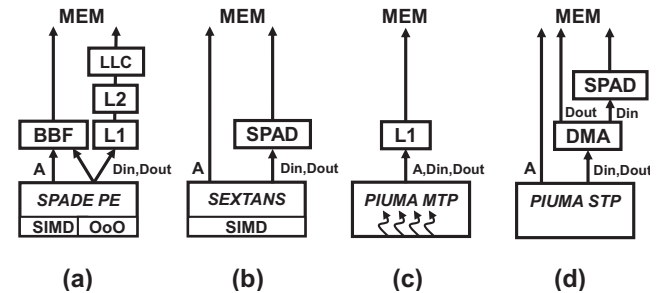 MEM
LLC
L2
BBF
L1
A
Din,Dout
SPADE PE
SIMD
OoO
(a)
MEM
SPAD
A
Din,Dout
SEXTANS
SIMD
(b)
MEM
L1
A,Din,Dout
PIUMA MTP
(c)
MEM
SPAD
Dout
Din
DMA
A
Din,Dout
PIUMA STP
(d)